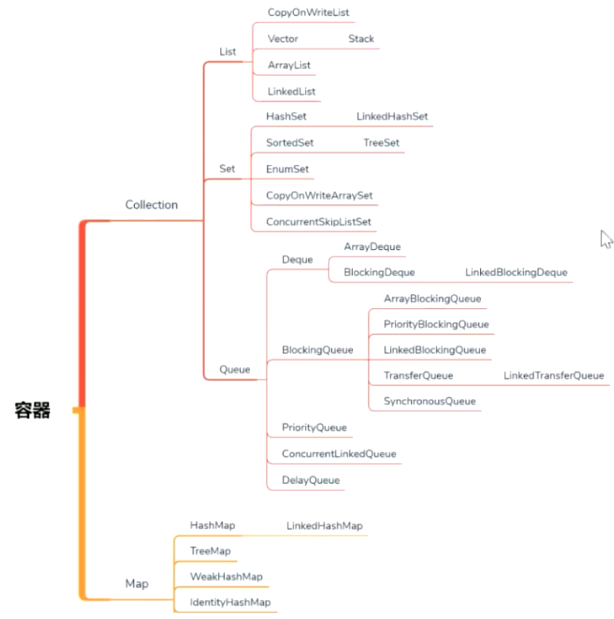 容器
Collection
List
CopyOnWriteList
Vector
Stack
ArrayList
LinkedList
Set
HashSet
LinkedHashSet
SortedSet
TreeSet
EnumSet
CopyOnWriteArraySet
ConcurrentSkipListSet
Queue
Deque
ArrayDeque
BlockingDeque
LinkedBlockingDeque
BlockingQueue
ArrayBlockingQueue
PriorityBlockingQueue
LinkedBlockingQueue
TransferQueue
LinkedTransferQueue
SynchronousQueue
PriorityQueue
ConcurrentLinkedQueue
DelayQueue
Map
HashMap
LinkedHashMap
TreeMap
WeakHashMap
IdentityHashMap